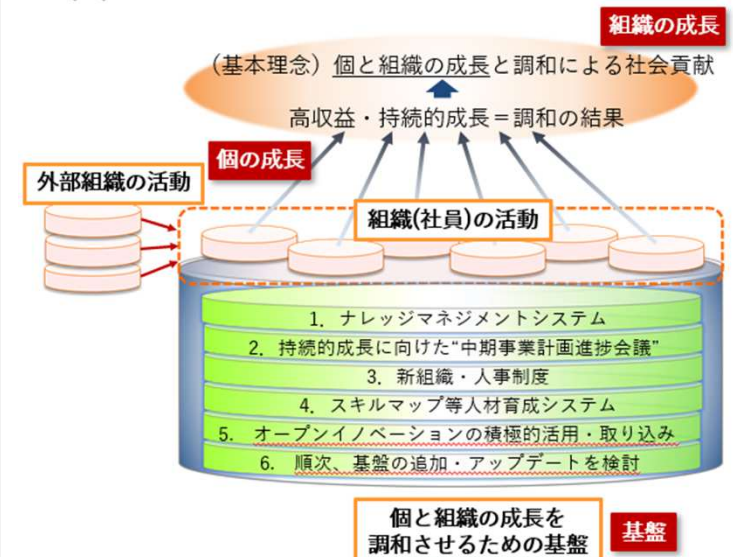 組織の成長
（基本理念）個と組織の成長と調和による社会貢献
高収益・持続的成長＝調和の結果
個の成長
外部組織の活動
組織(社員)の活動
1. ナレッジマネジメントシステム
2. 持続的成長に向けた“中期事業計画進捗会議”
3. 新組織・人事制度
4. スキルマップ等人材育成システム
5. オープンイノベーションの積極的活用・取り込み
6. 順次、基盤の追加・アップデートを検討
個と組織の成長を
調和させるための基盤
基盤